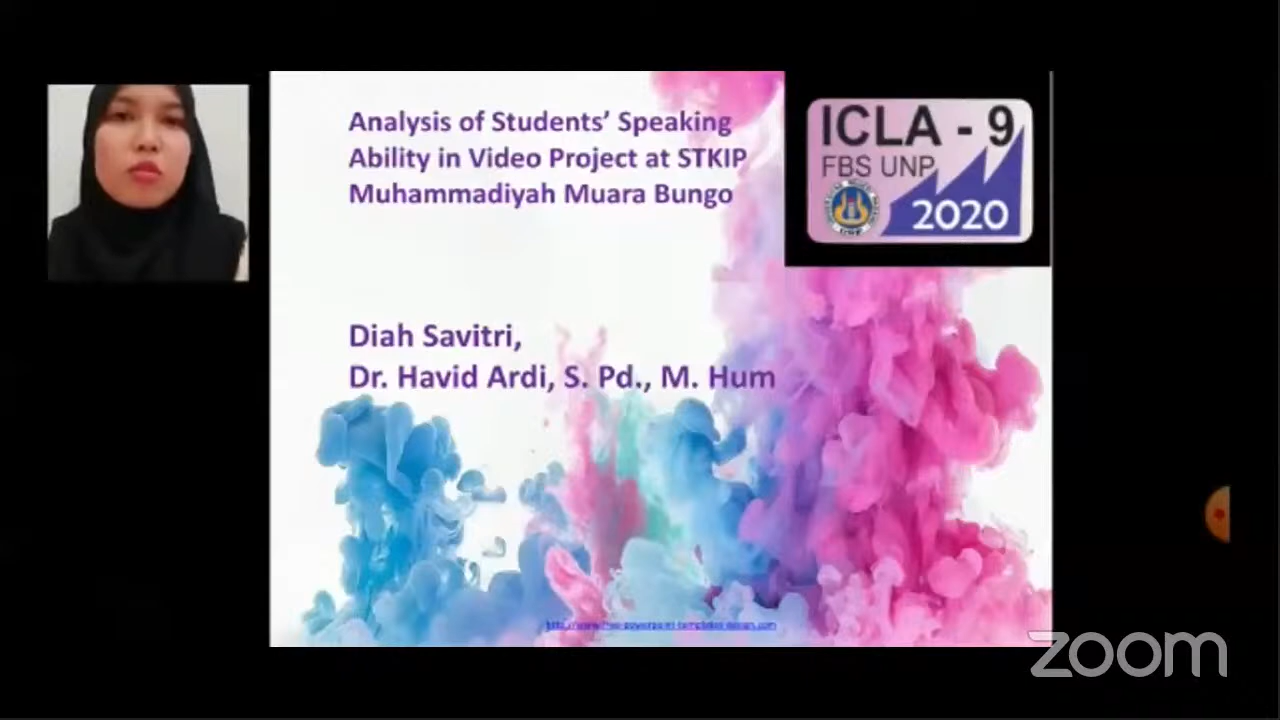 Analysis of Students' Speaking
Ability in Video Project at STKIP
Muhammadiyah Muara Bungo
ICLA - 9
FBS UNP
2020
Diah Savitri,
Dr. Havid Ardi, S. Pd., M. Hum
zoom